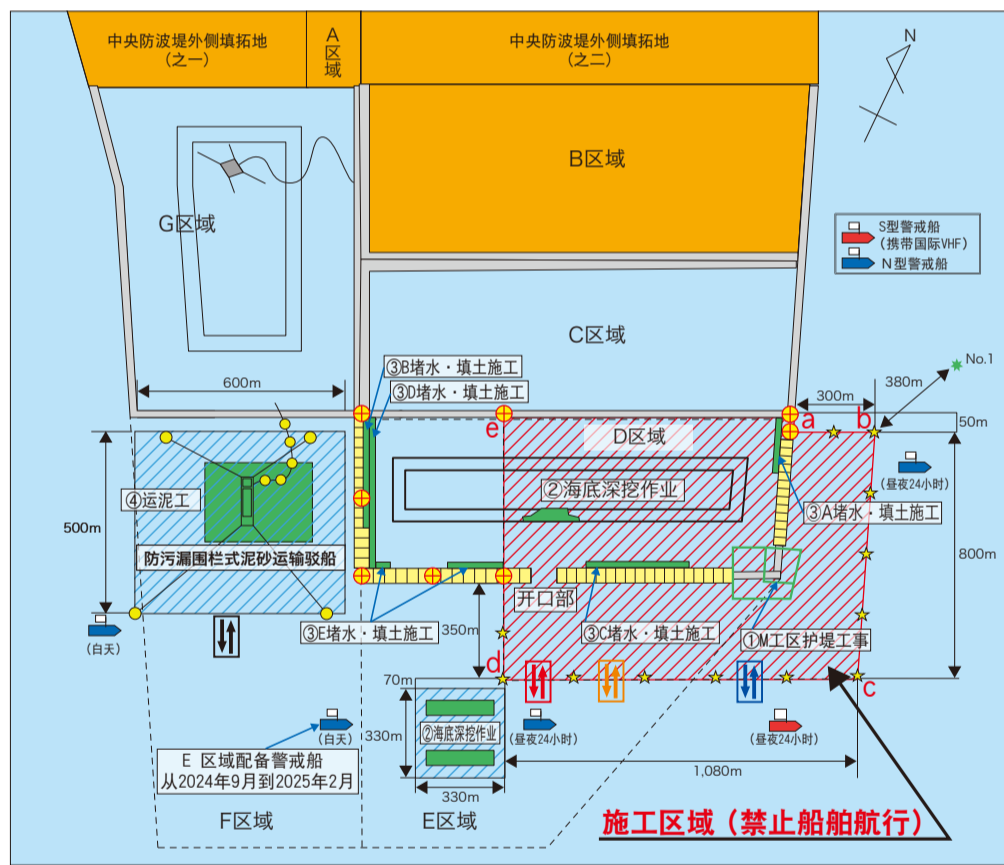 中央防波堤外侧填拓地
(之一)
A
区
域
中央防波堤外侧填拓地
(之二)
N
B区域
G区域
S型警戒船
(携带国际VHF)
N型警戒船
C区域
③B堵水・填土施工
③D堵水・填土施工
600m
No.1
380m
300m
50m
a
b
e
D区域
②海底深挖作业
(昼夜24小时)
③A堵水・填土施工
④运泥工
500m
防污漏围栏式泥砂运输驳船
800m
开口部
③E堵水・填土施工
350m
③C堵水・填土施工
①M工区护堤工事
(白天)
d
c
70m
②海底深挖作业
330m
(白天)
(昼夜24小时)
(昼夜24小时)
E 区域配备警戒船
从2024年9月到2025年2月
1,080m
330m
F区域
E区域
施工区域（禁止船舶航行）